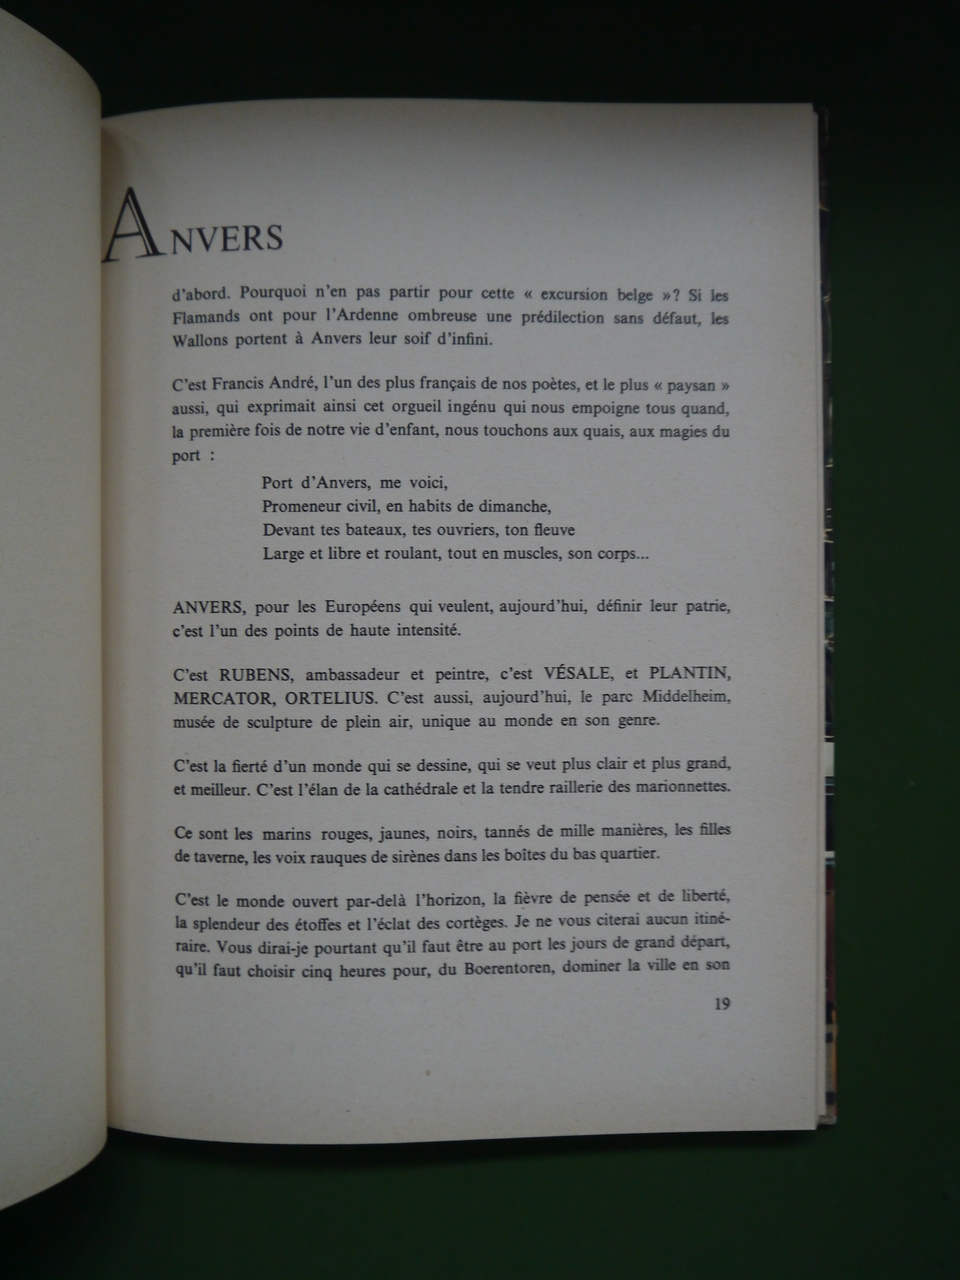 ANVERS
d'abord. Pourquoi n'en pas partir pour cette « excursion belge »? Si les
Flamands ont pour l'Ardenne ombreuse une prédilection sans défaut, les
Wallons portent à Anvers leur soif d'infini.
C'est Francis André, l'un des plus français de nos poètes, et le plus « paysan »
aussi, qui exprimait ainsi cet orgueil ingénu qui nous empoigne tous quand,
la première fois de notre vie d'enfant, nous touchons aux quais, aux magies du
port :
Port d'Anvers, me voici,
Promeneur civil, en habits de dimanche,
Devant tes bateaux, tes ouvriers, ton fleuve
Large et libre et roulant, tout en muscles, son corps...
ANVERS, pour les Européens qui veulent, aujourd'hui, définir leur patrie,
c'est l'un des points de haute intensité.
C'est RUBENS, ambassadeur et peintre, c'est VÉSALE, et PLANTIN,
MERCATOR, ORTELIUS. C'est aussi, aujourd'hui, le parc Middelheim,
musée de sculpture de plein air, unique au monde en son genre.
C'est la fierté d'un monde qui se dessine, qui se veut plus clair et plus grand,
et meilleur. C'est l'élan de la cathédrale et la tendre raillerie des marionnettes.
Ce sont les marins rouges, jaunes, noirs, tannés de mille manières, les filles
de taverne, les voix rauques de sirènes dans les boîtes du bas quartier.
C'est le monde ouvert par-delà l'horizon, la fièvre de pensée et de liberté,
la splendeur des étoffes et l'éclat des cortèges. Je ne vous citerai aucun itiné-
raire. Vous dirai-je pourtant qu'il faut être au port les jours de grand départ,
qu'il faut choisir cinq heures pour, du Boerentoren, dominer la ville en son
19